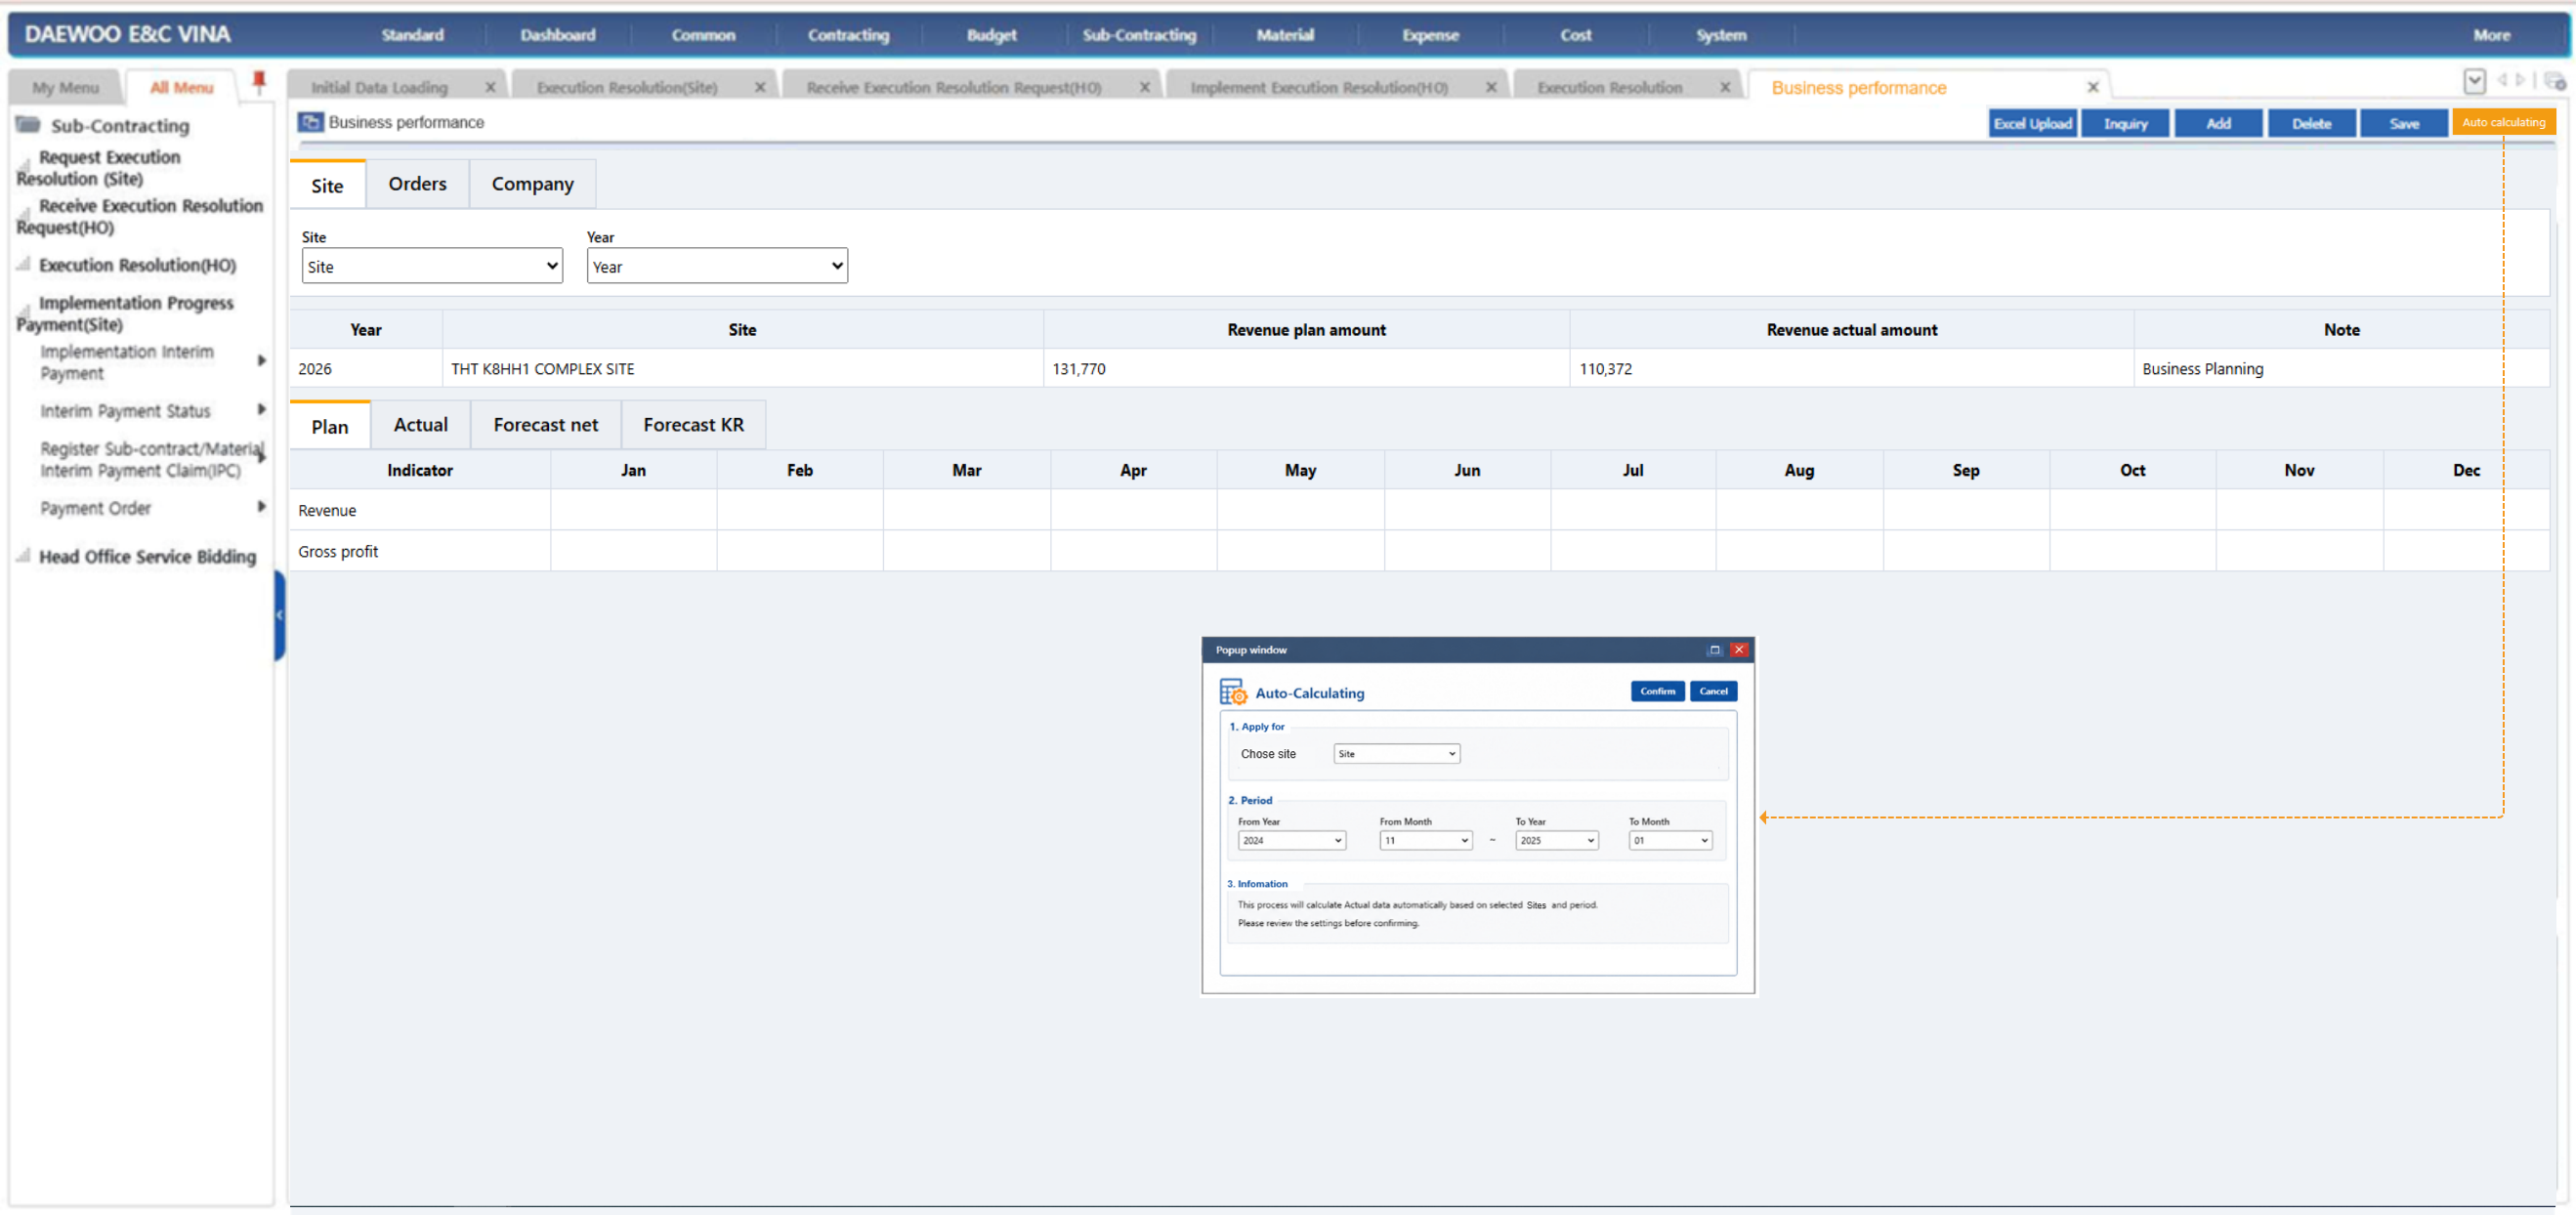 DAEWOO E&C VINA Standard Dashboard Common Contracting Budget Sub-Contracting Material Expense Cost System More
My Menu All Menu Initial Data Loading Execution Resolution(Site) Receive Execution Resolution Request(HO) Implement Execution Resolution(HO) Execution Resolution Business performance
Sub-Contracting
Request Execution
Resolution (Site)
Receive Execution Resolution
Request(HO)
Execution Resolution(HO)
Implementation Progress
Payment(Site)
Implementation Interim
Payment
Interim Payment Status
Register Sub-contract/Material
Interim Payment Claim(IPC)
Payment Order
Head Office Service Bidding
Business performance Excel Upload Inquiry Add Delete Save Auto calculating
Site Orders Company
Site Year
Site Year
Year Site Revenue plan amount Revenue actual amount Note
2026 THT K8HH1 COMPLEX SITE 131,770 110,372 Business Planning
Plan Actual Forecast net Forecast KR
Indicator Jan Feb Mar Apr May Jun Jul Aug Sep Oct Nov Dec
Revenue
Gross profit
Popup window
Auto-Calculating Confirm Cancel
1. Apply for
Chose site Site
2. Period
From Year From Month To Year To Month
2024 11 ~ 2025 01
3. Infomation
This process will calculate Actual data automatically based on selected Sites and period.
Please review the settings before confirming.